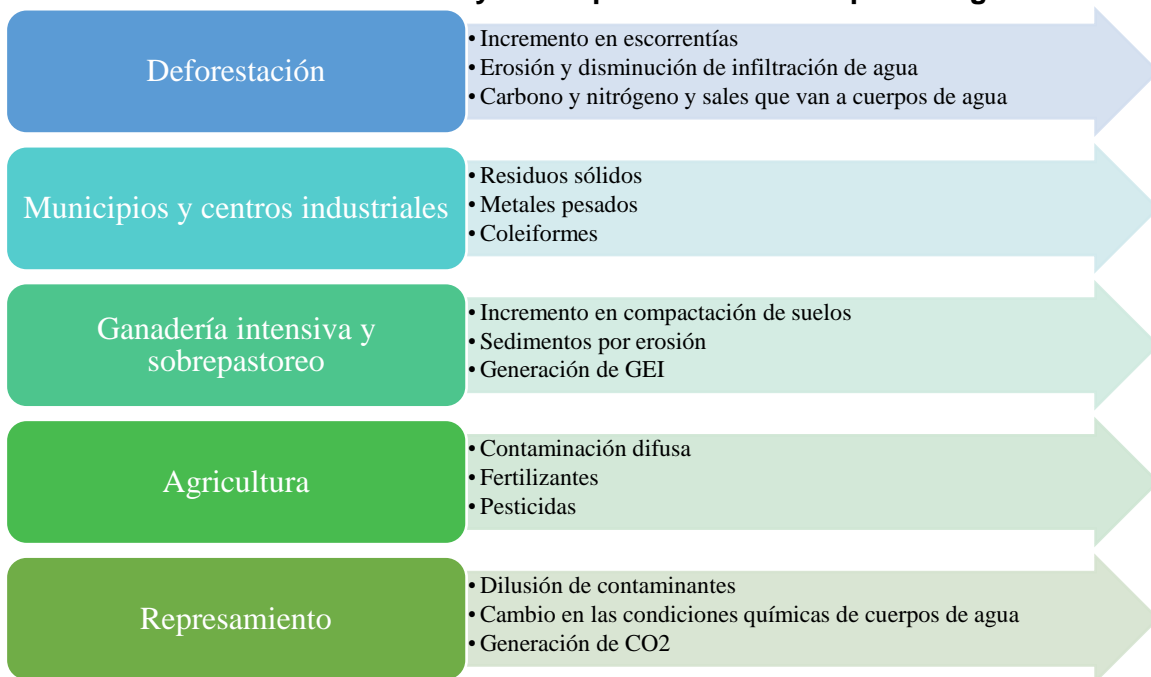 Deforestación
• Incremento en escorrentías
• Erosión y disminución de infiltración de agua
• Carbono y nitrógeno y sales que van a cuerpos de agua
Municipios y centros industriales
• Residuos sólidos
• Metales pesados
• Coleiformes
Ganadería intensiva y
sobrepastoreo
• Incremento en compactación de suelos
• Sedimentos por erosión
• Generación de GEI
Agricultura
• Contaminación difusa
• Fertilizantes
• Pesticidas
Represamiento
• Dilusión de contaminantes
• Cambio en las condiciones químicas de cuerpos de agua
• Generación de CO2